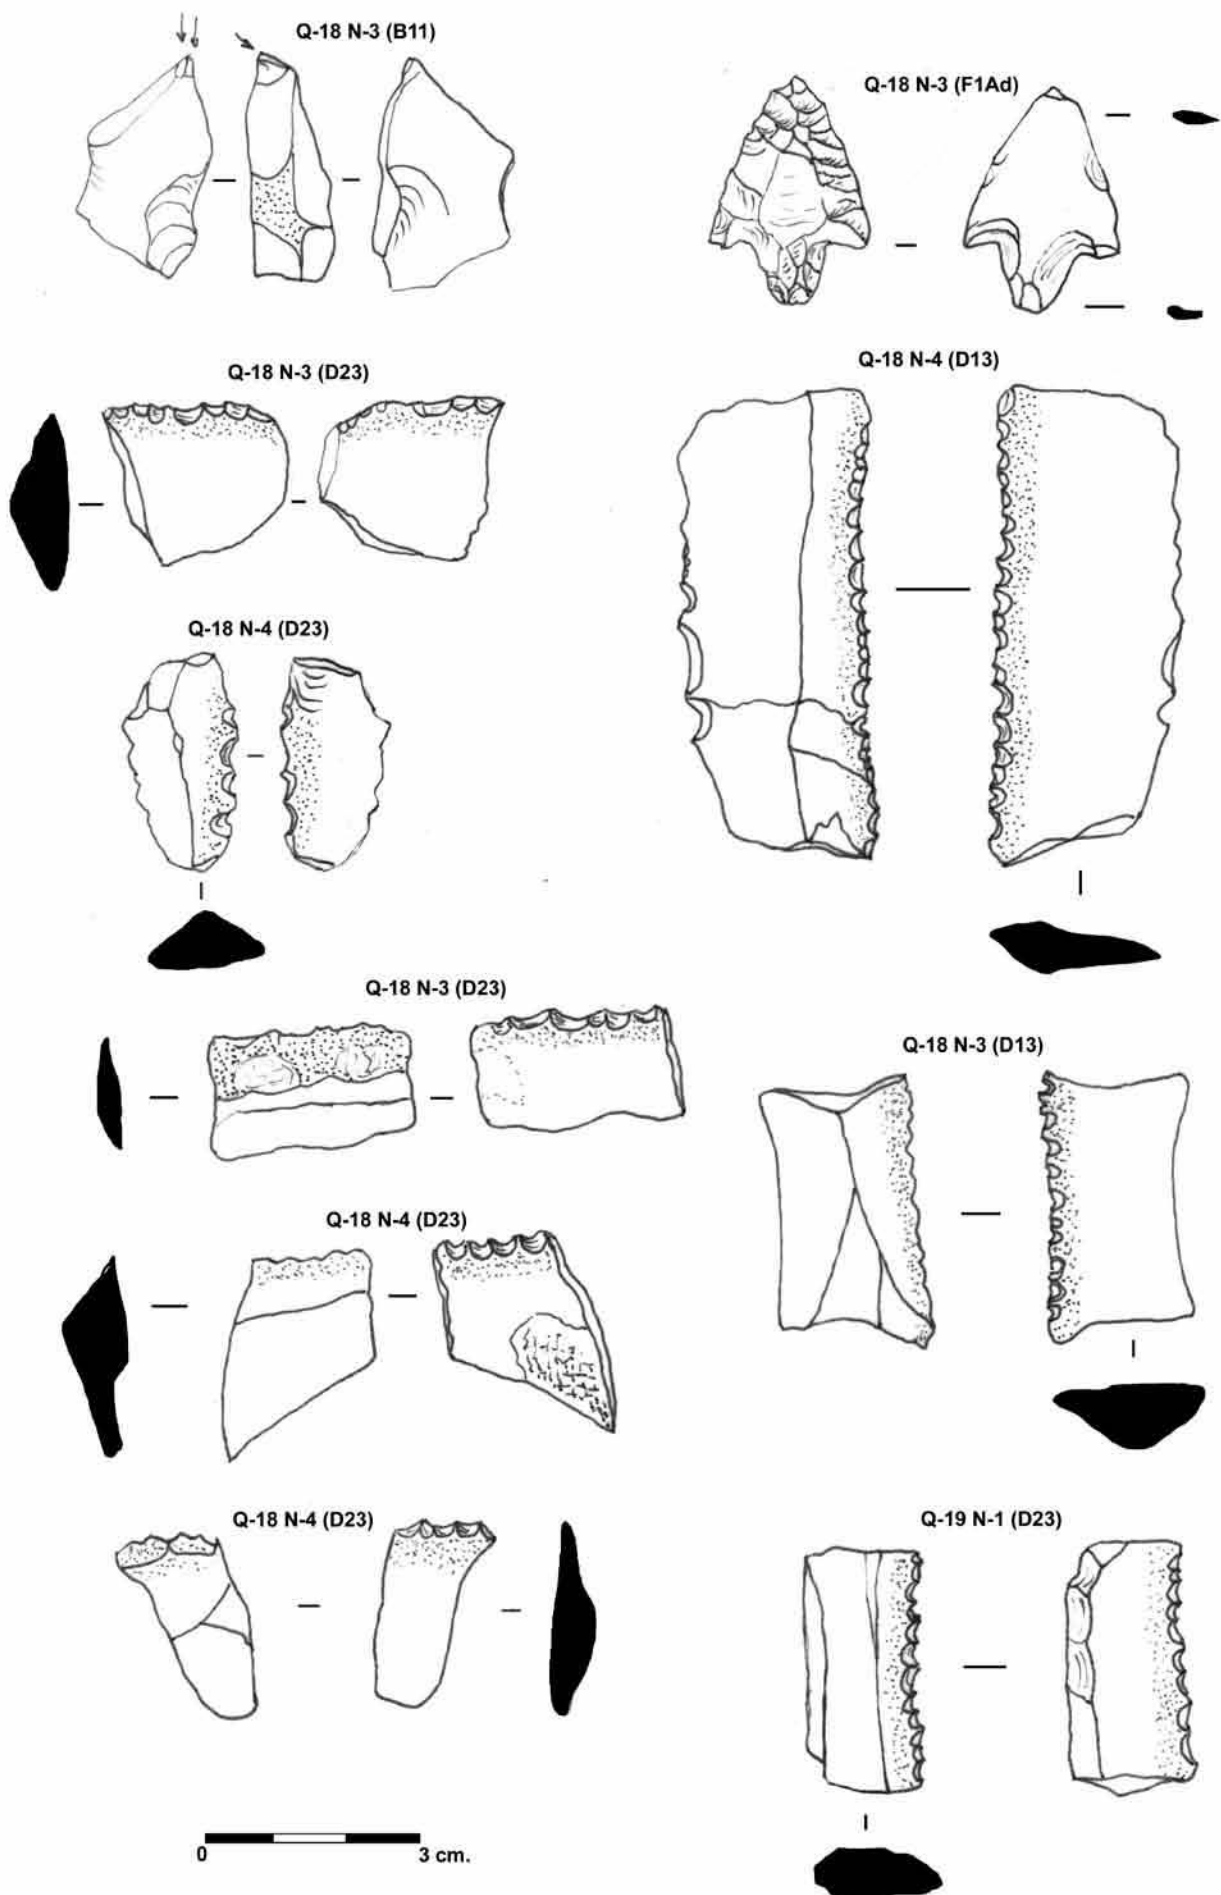 Q-18 N-3 (B11)
Q-18 N-3 (F1Ad)
Q-18 N-3 (D23)
Q-18 N-4 (D13)
Q-18 N-4 (D23)
Q-18 N-3 (D23)
Q-18 N-3 (D13)
Q-18 N-4 (D23)
Q-18 N-4 (D23)
Q-19 N-1 (D23)
0 3 cm.